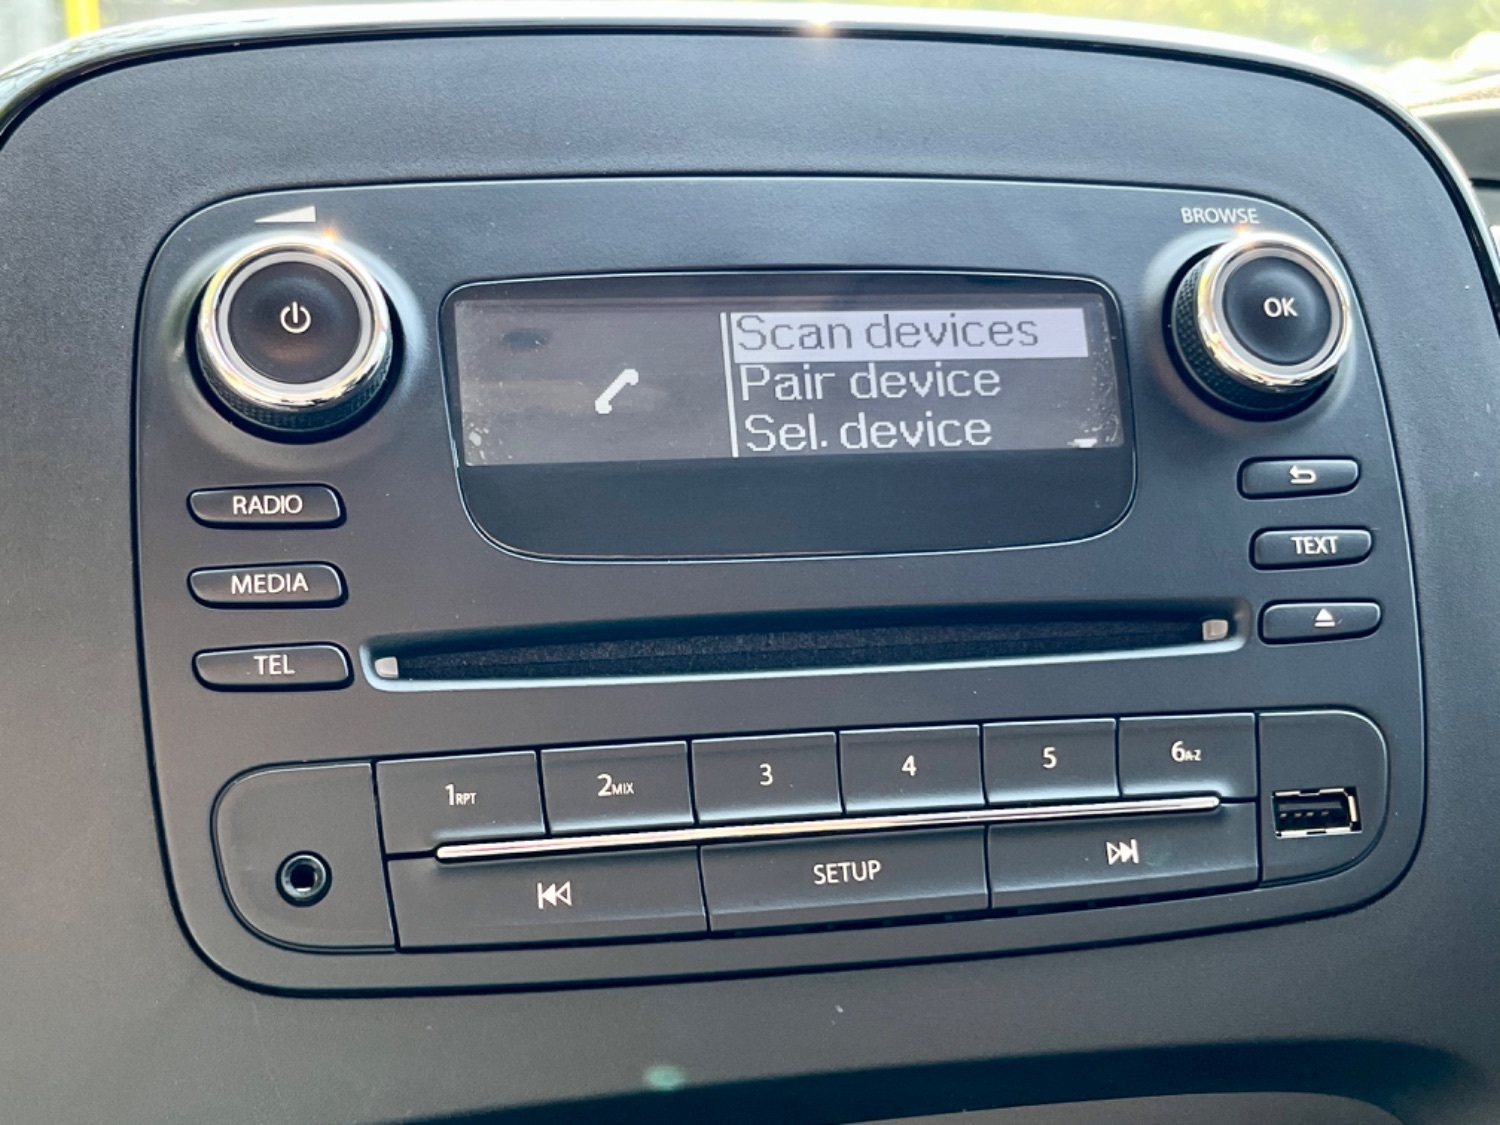 BROWSE
OK
Scan devices
Pair device
Sel. device
RADIO
MEDIA
TEL
TEXT
1RPT
2MIX
3
4
5
6A-Z
SETUP